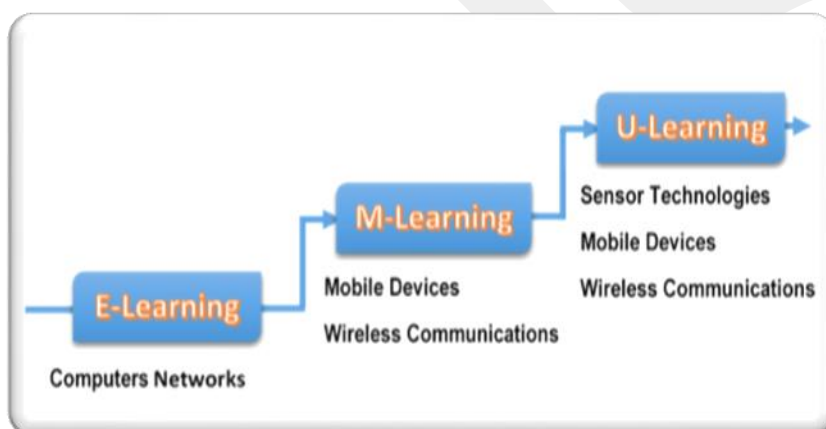 E-Learning
Computers Networks
M-Learning
Mobile Devices
Wireless Communications
U-Learning
Sensor Technologies
Mobile Devices
Wireless Communications